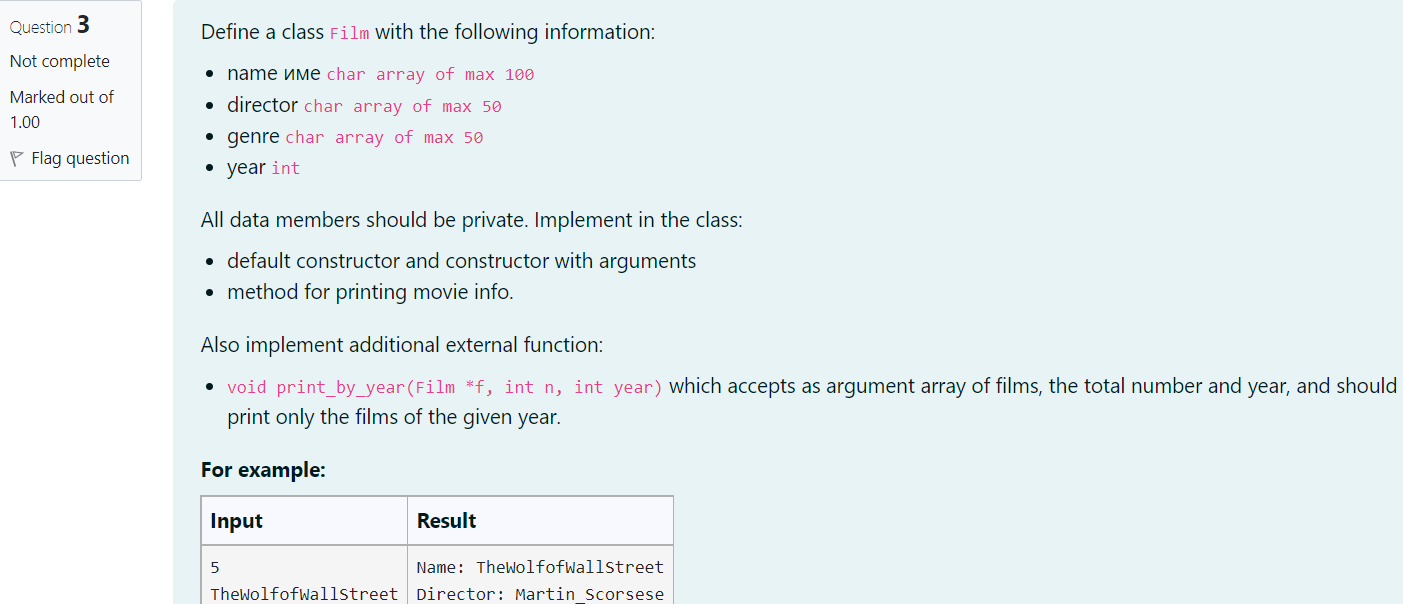 Question 3
Not complete
Marked out of
1.00
Flag question
Define a class Film with the following information:
• name име char array of max 100
• director char array of max 50
• genre char array of max 50
• year int
All data members should be private. Implement in the class:
• default constructor and constructor with arguments
• method for printing movie info.
Also implement additional external function:
• void print_by_year(Film *f, int n, int year) which accepts as argument array of films, the total number and year, and should
print only the films of the given year.
For example:
Input Result
5 Name: TheWolfofWallStreet
TheWolfofWallStreet Director: Martin_Scorsese